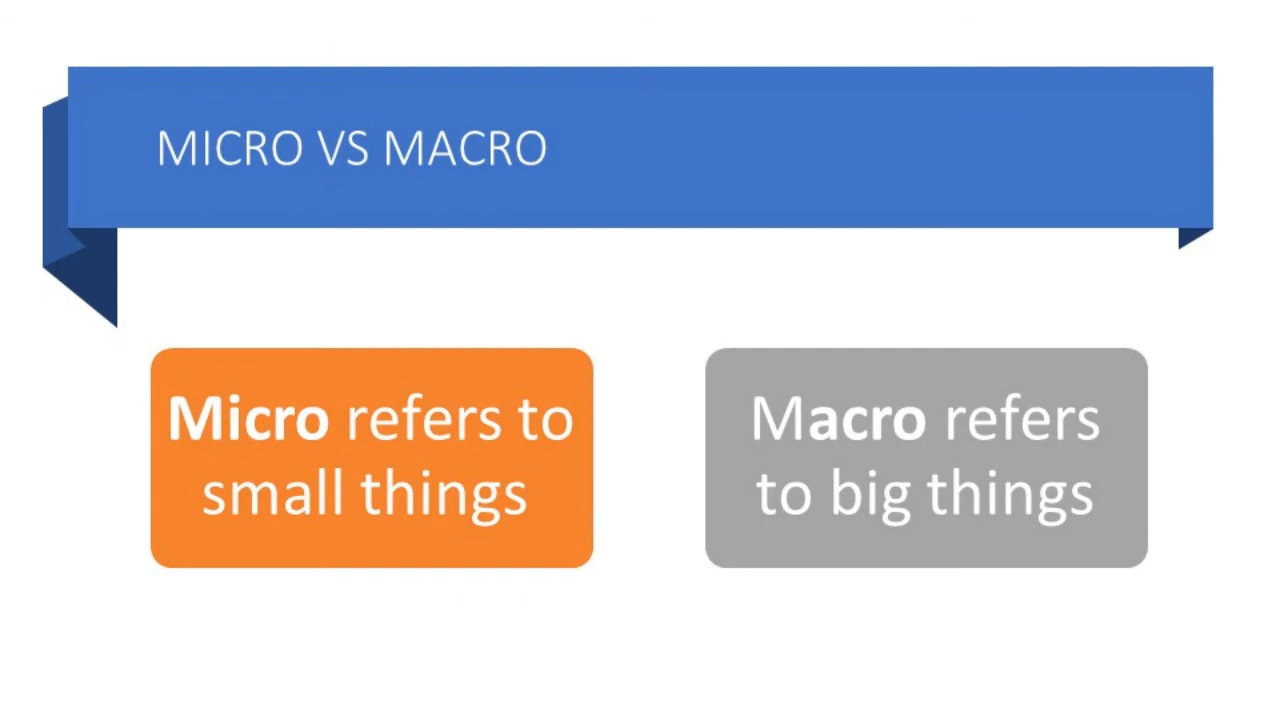 MICRO VS MACRO
Micro refers to
small things
Macro refers
to big things